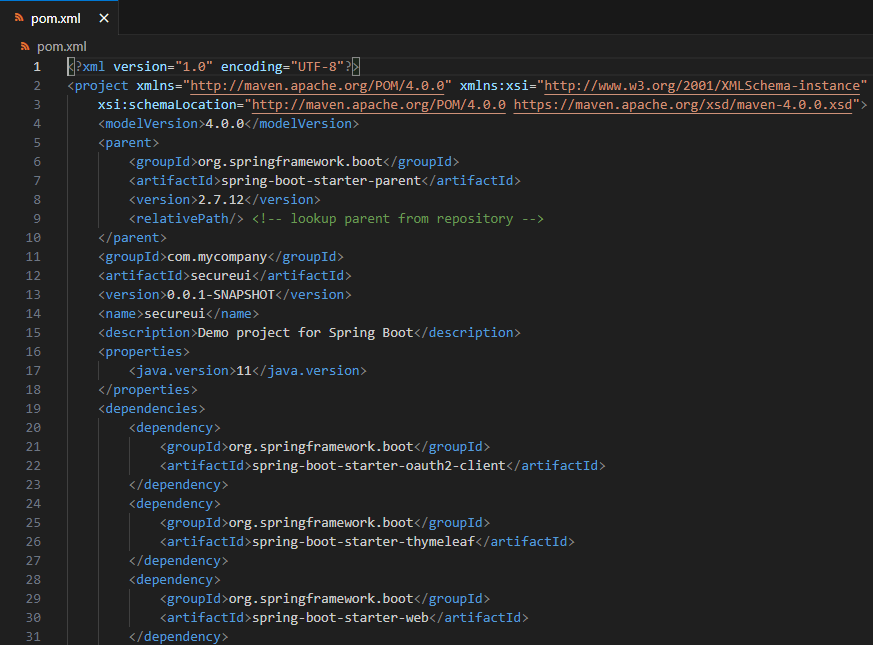 pom.xml ×
pom.xml
1 <?xml version="1.0" encoding="UTF-8"?>
2 <project xmlns="http://maven.apache.org/POM/4.0.0" xmlns:xsi="http://www.w3.org/2001/XMLSchema-instance"
3     xsi:schemaLocation="http://maven.apache.org/POM/4.0.0 https://maven.apache.org/xsd/maven-4.0.0.xsd">
4     <modelVersion>4.0.0</modelVersion>
5     <parent>
6         <groupId>org.springframework.boot</groupId>
7         <artifactId>spring-boot-starter-parent</artifactId>
8         <version>2.7.12</version>
9         <relativePath/> <!-- lookup parent from repository -->
10     </parent>
11     <groupId>com.mycompany</groupId>
12     <artifactId>secureui</artifactId>
13     <version>0.0.1-SNAPSHOT</version>
14     <name>secureui</name>
15     <description>Demo project for Spring Boot</description>
16     <properties>
17         <java.version>11</java.version>
18     </properties>
19     <dependencies>
20         <dependency>
21             <groupId>org.springframework.boot</groupId>
22             <artifactId>spring-boot-starter-oauth2-client</artifactId>
23         </dependency>
24         <dependency>
25             <groupId>org.springframework.boot</groupId>
26             <artifactId>spring-boot-starter-thymeleaf</artifactId>
27         </dependency>
28         <dependency>
29             <groupId>org.springframework.boot</groupId>
30             <artifactId>spring-boot-starter-web</artifactId>
31         </dependency>